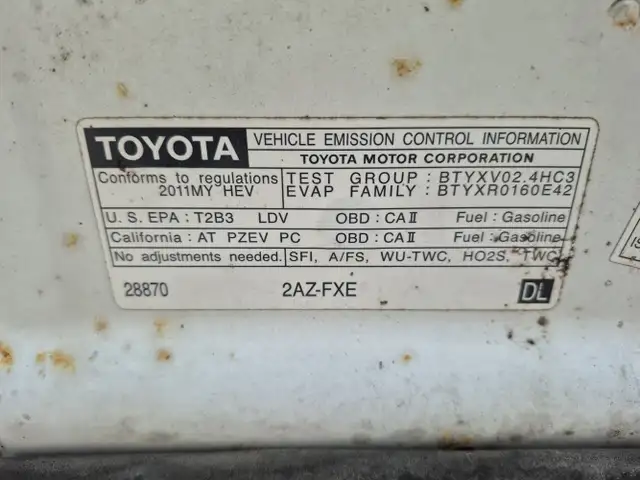 TOYOTA
VEHICLE EMISSION CONTROL INFORMATION
TOYOTA MOTOR CORPORATION
Conforms to regulations
2011MY HEV
TEST GROUP : BTYXV02.4HC3
EVAP FAMILY : BTYXR0160E42
U.S. EPA : T2B3 LDV OBD : CAⅡ Fuel : Gasoline
California : AT PZEV PC OBD : CAⅡ Fuel : Gasoline
No adjustments needed. SFI, A/FS, WU-TWC, HO2S, TWC
28870 2AZ-FXE DL